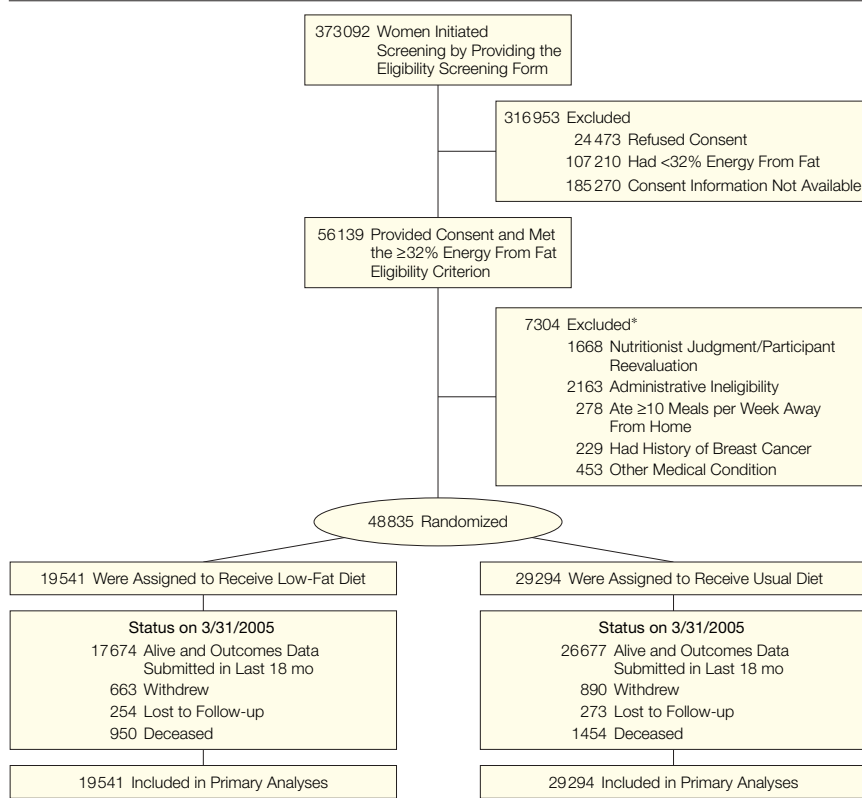 373092 Women Initiated
Screening by Providing the
Eligibility Screening Form
316953 Excluded
24473 Refused Consent
107210 Had <32% Energy From Fat
185270 Consent Information Not Available
56139 Provided Consent and Met
the ≥32% Energy From Fat
Eligibility Criterion
7304 Excluded*
1668 Nutritionist Judgment/Participant
Reevaluation
2163 Administrative Ineligibility
278 Ate ≥10 Meals per Week Away
From Home
229 Had History of Breast Cancer
453 Other Medical Condition
48835 Randomized
19541 Were Assigned to Receive Low-Fat Diet
Status on 3/31/2005
17674 Alive and Outcomes Data
Submitted in Last 18 mo
663 Withdrew
254 Lost to Follow-up
950 Deceased
19541 Included in Primary Analyses
29294 Were Assigned to Receive Usual Diet
Status on 3/31/2005
26677 Alive and Outcomes Data
Submitted in Last 18 mo
890 Withdrew
273 Lost to Follow-up
1454 Deceased
29294 Included in Primary Analyses